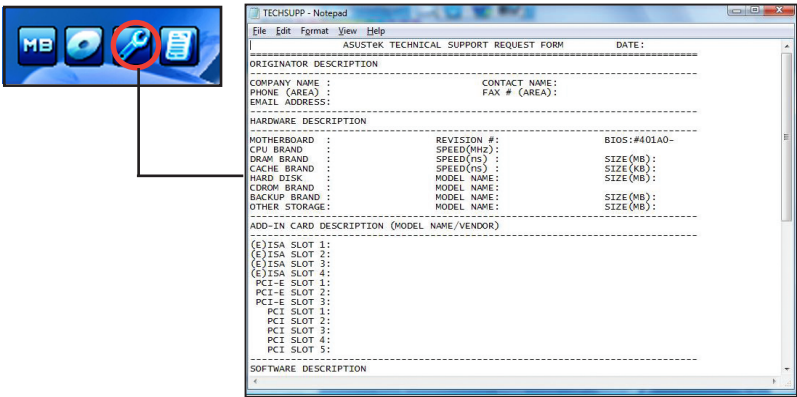 MB
TECHSUPP - Notepad
File Edit Format View Help
ASUSTeK TECHNICAL SUPPORT REQUEST FORM DATE:
ORIGINATOR DESCRIPTION
COMPANY NAME : CONTACT NAME:
PHONE (AREA) : FAX # (AREA):
EMAIL ADDRESS:
HARDWARE DESCRIPTION
MOTHERBOARD : REVISION #: BIOS:#401A0-
CPU BRAND : SPEED(MHz):
DRAM BRAND : SPEED(ns) : SIZE(MB):
CACHE BRAND : SPEED(ns) : SIZE(KB):
HARD DISK : MODEL NAME: SIZE(MB):
CDROM BRAND : MODEL NAME:
BACKUP BRAND : MODEL NAME: SIZE(MB):
OTHER STORAGE: MODEL NAME: SIZE(MB):
ADD-IN CARD DESCRIPTION (MODEL NAME/VENDOR)
(E)ISA SLOT 1:
(E)ISA SLOT 2:
(E)ISA SLOT 3:
(E)ISA SLOT 4:
PCI-E SLOT 1:
PCI-E SLOT 2:
PCI-E SLOT 3:
PCI SLOT 1:
PCI SLOT 2:
PCI SLOT 3:
PCI SLOT 4:
PCI SLOT 5:
SOFTWARE DESCRIPTION